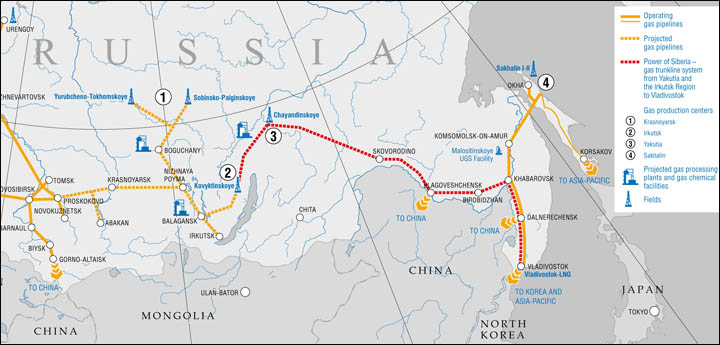 URENGOY
RUSSIA
Yurubcheno-Tokhomskoye
Sobinsko-Paiginskoye
1
Chayandinskoye
3
BOGUCHANY
TOMSK
KRASNOYARSK
NIZHNAYA
POYMA
2
Kovyktinskoye
PROSKOKOVO
NOVOKUZNETSK
ABAKAN
BALAGANSK
IRKUTSK
BIYSK
GORNO-ALTAISK
TO CHINA
CHINA
MONGOLIA
ULAN-BATOR
CHITA
SKOVORODINO
BLAGOVESHCHENSK
BIROBIDZHAN
TO CHINA
CHINA
Sakhalin I-II
4
OKHA
KOMSOMOLSK-ON-AMUR
UGS Facility
KORSAKOV
TO ASIA-PACIFIC
KHABAROVSK
TO CHINA
DALNERECHENSK
VLADIVOSTOK
Vladivostok-LNG
TO KOREA AND
ASIA-PACIFIC
NORTH
KOREA
JAPAN
TOKYO
Operating
gas pipelines
Projected
gas pipelines
Power of Siberia –
gas trunkline system
from Yakutia and
the Irkutsk Region
to Vladivostok
Gas production centers
1 Krasnoyarsk
2 Irkutsk
3 Yakutia
4 Sakhalin
Projected gas processing
plants and gas chemical
facilities
Fields